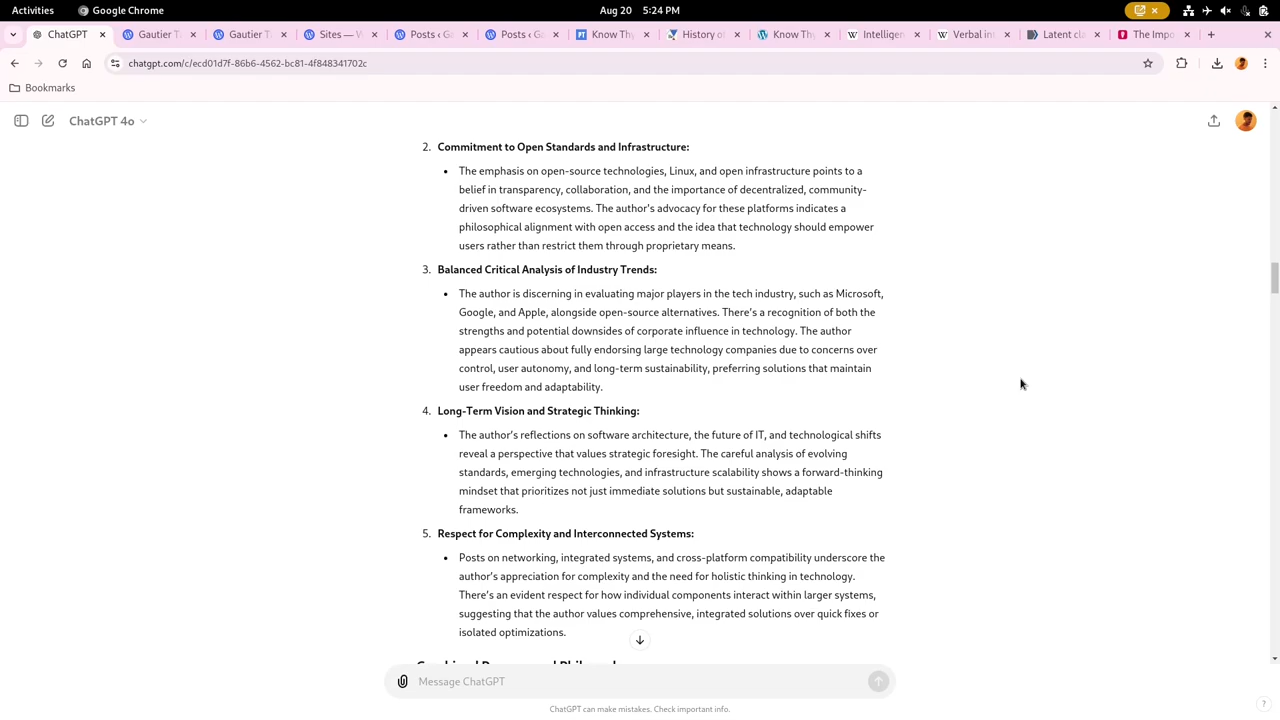 Activities
Google Chrome
Aug 20 5:24 PM
ChatGPT
Gautier T
Gautier T
Sites — W
Posts ‹ G
Posts ‹ Ga
Know Thy
History of
Know Thy
Intelligen
Verbal int
Latent cla
The Impo
chatgpt.com/c/ecd01d7f-86b6-4562-bc81-4f848341702c
Bookmarks
ChatGPT 4o
2. Commitment to Open Standards and Infrastructure:
The emphasis on open-source technologies, Linux, and open infrastructure points to a
belief in transparency, collaboration, and the importance of decentralized, community-
driven software ecosystems. The author's advocacy for these platforms indicates a
philosophical alignment with open access and the idea that technology should empower
users rather than restrict them through proprietary means.
3. Balanced Critical Analysis of Industry Trends:
The author is discerning in evaluating major players in the tech industry, such as Microsoft,
Google, and Apple, alongside open-source alternatives. There's a recognition of both the
strengths and potential downsides of corporate influence in technology. The author
appears cautious about fully endorsing large technology companies due to concerns over
control, user autonomy, and long-term sustainability, preferring solutions that maintain
user freedom and adaptability.
4. Long-Term Vision and Strategic Thinking:
The author's reflections on software architecture, the future of IT, and technological shifts
reveal a perspective that values strategic foresight. The careful analysis of evolving
standards, emerging technologies, and infrastructure scalability shows a forward-thinking
mindset that prioritizes not just immediate solutions but sustainable, adaptable
frameworks.
5. Respect for Complexity and Interconnected Systems:
Posts on networking, integrated systems, and cross-platform compatibility underscore the
author's appreciation for complexity and the need for holistic thinking in technology.
There's an evident respect for how individual components interact within larger systems,
suggesting that the author values comprehensive, integrated solutions over quick fixes or
isolated optimizations.
Message ChatGPT
ChatGPT can make mistakes. Check important info.
?